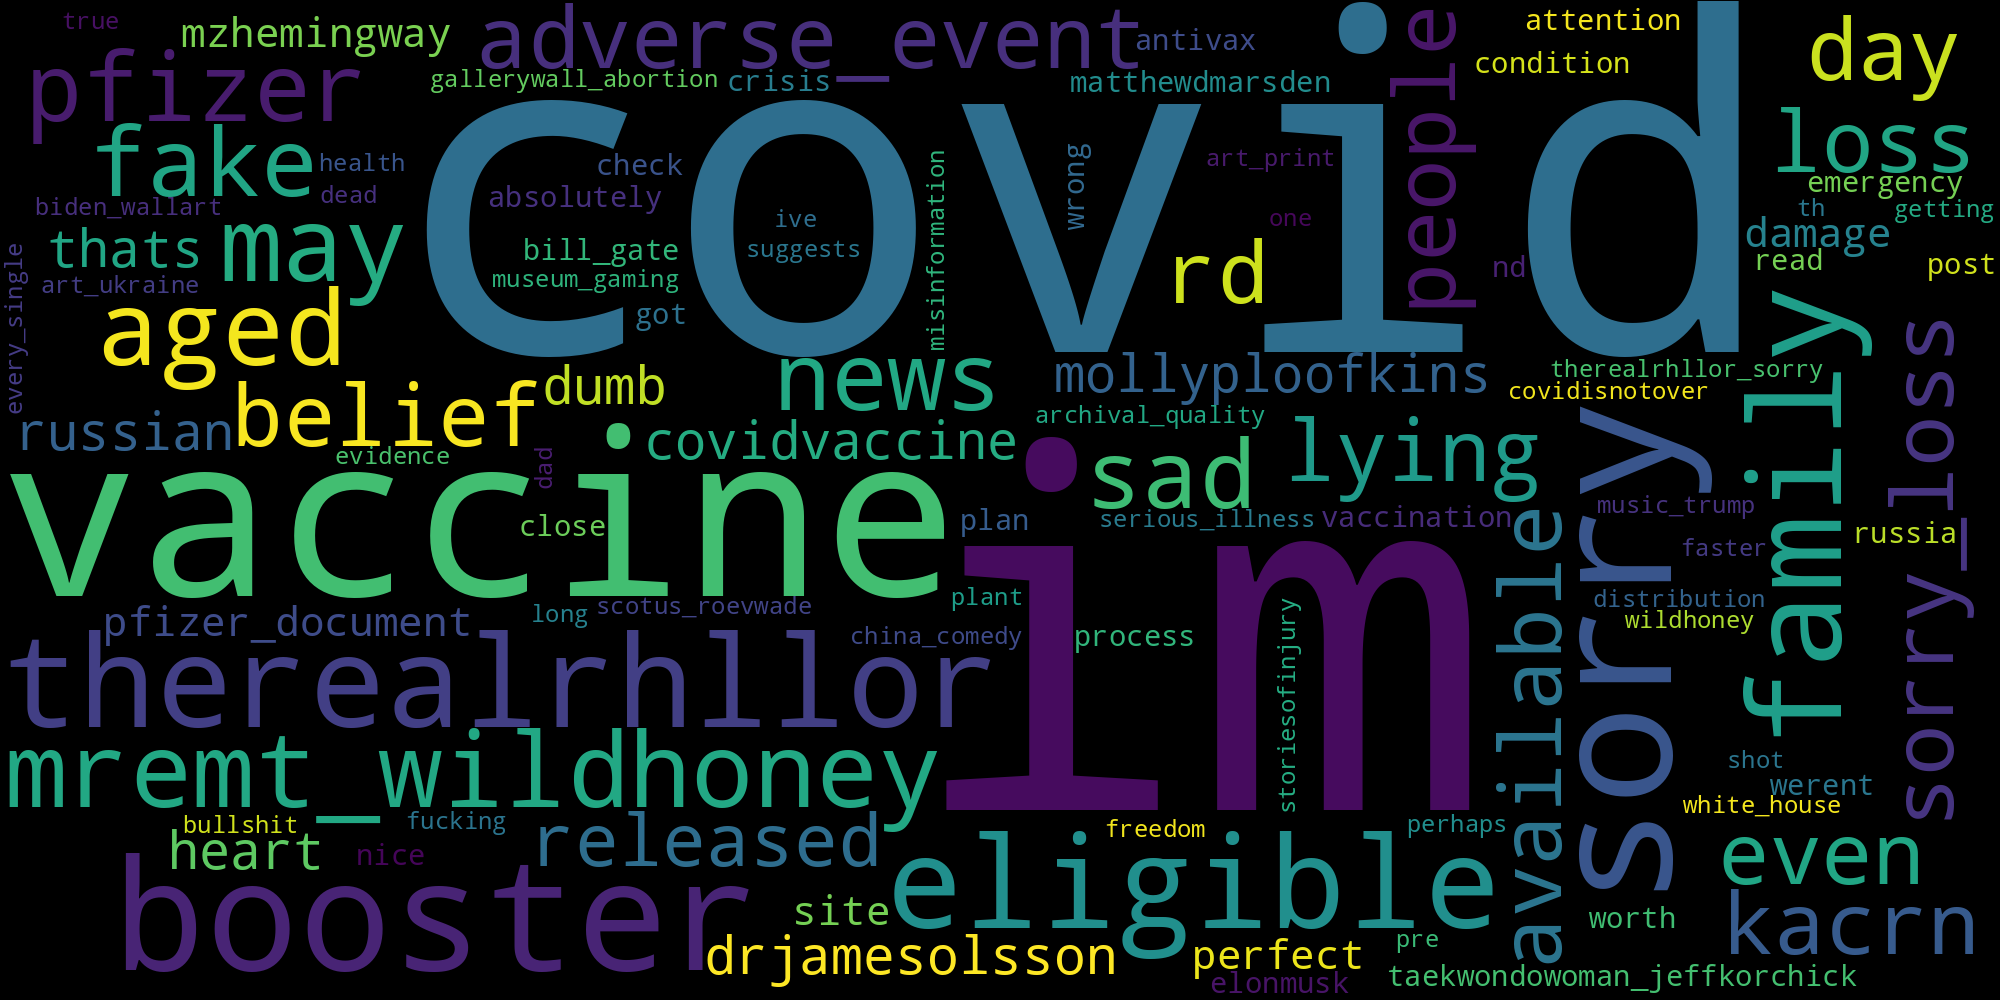 true
mzhemingway
adverse_event
antivax
attention
day
pfizer
gallerywall_abortion
crisis
matthewdmarsden
condition
people
covid
fake
health
check
misinformation
wrong
art_print
loss
dead
absolutely
emergency
biden_wallart
thats
may
ive
suggests
one
th
getting
damage
bill_gate
rd
nd
read
post
every_single
art_ukraine
museum_gaming
got
aged
news
mollyploofkins
therealrhllor_sorry
covidisnotover
family
sorry_loss
russian
belief
dumb
archival_quality
evidence
dad
covidvaccine
sad
lying
sorry
vaccine
close
plan
serious_illness
vaccination
music_trump
russia
faster
available
im
pfizer_document
long
scotus_roevwade
plant
distribution
wildhoney
china_comedy
process
storiesofinjury
therealrhllor
mremt_wildhoney
shot
werent
white_house
bullshit
fucking
heart
nice
released
freedom
perhaps
even
booster
eligible
site
worth
kacrn
drjamesolsson
perfect
pre
elonmusk
taekwondowoman_jeffkorchick